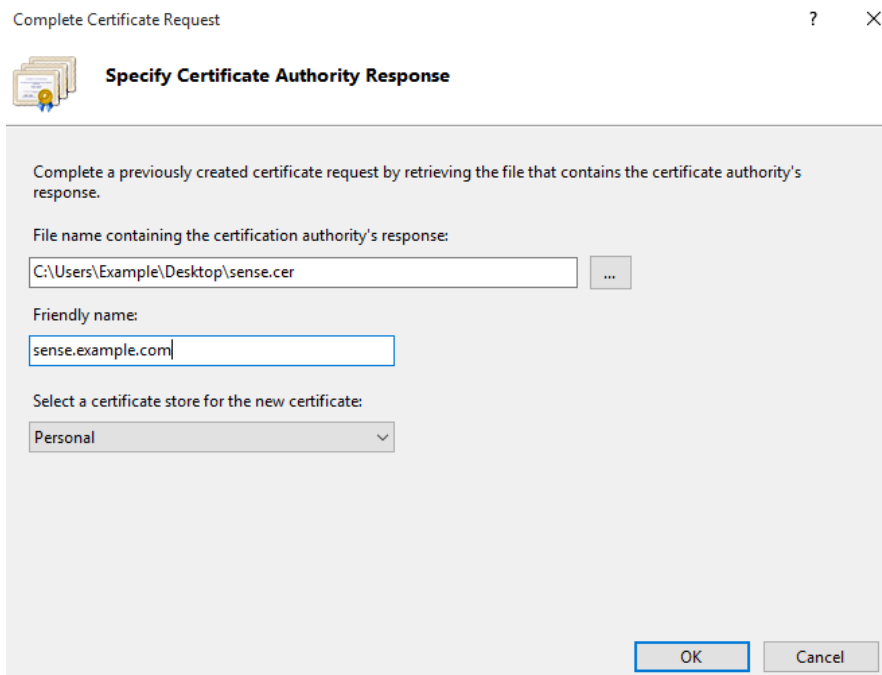 Complete Certificate Request
?
Specify Certificate Authority Response
Complete a previously created certificate request by retrieving the file that contains the certificate authority's
response.
File name containing the certification authority's response:
C:\Users\Example\Desktop\sense.cer
...
Friendly name:
sense.example.com
Select a certificate store for the new certificate:
Personal
OK
Cancel